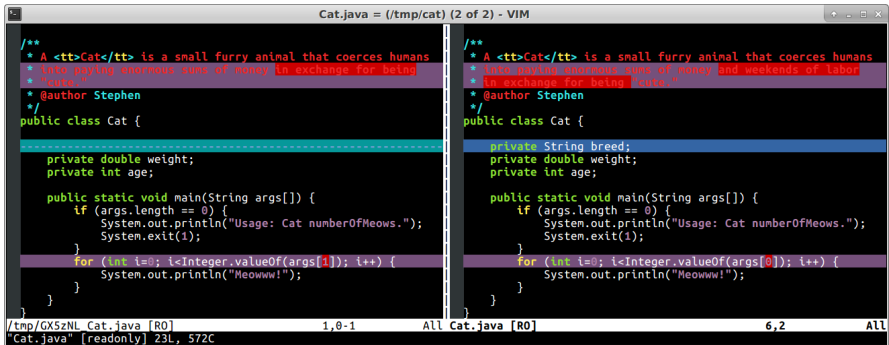 Cat.java = (/tmp/cat) (2 of 2) - VIM
/**
 * A <tt>Cat</tt> is a small furry animal that coerces humans
 * into paying enormous sums of money in exchange for being
 * "cute."
 * @author Stephen
 */
public class Cat {
----------------------------------------------------------------
    private double weight;
    private int age;
    public static void main(String args[]) {
        if (args.length == 0) {
            System.out.println("Usage: Cat numberOfMeows.");
            System.exit(1);
        }
        for (int i=0; i<Integer.valueOf(args[1]); i++) {
            System.out.println("Meowww!");
        }
    }
}
/tmp/GX5zNL_Cat.java [RO] 1,0-1 All
/**
 * A <tt>Cat</tt> is a small furry animal that coerces humans
 * into paying enormous sums of money and weekends of labor
 * in exchange for being "cute."
 * @author Stephen
 */
public class Cat {
    private String breed;
    private double weight;
    private int age;
    public static void main(String args[]) {
        if (args.length == 0) {
            System.out.println("Usage: Cat numberOfMeows.");
            System.exit(1);
        }
        for (int i=0; i<Integer.valueOf(args[0]); i++) {
            System.out.println("Meowww!");
        }
    }
}
Cat.java [RO] 6,2 All
"Cat.java" [readonly] 23L, 572C